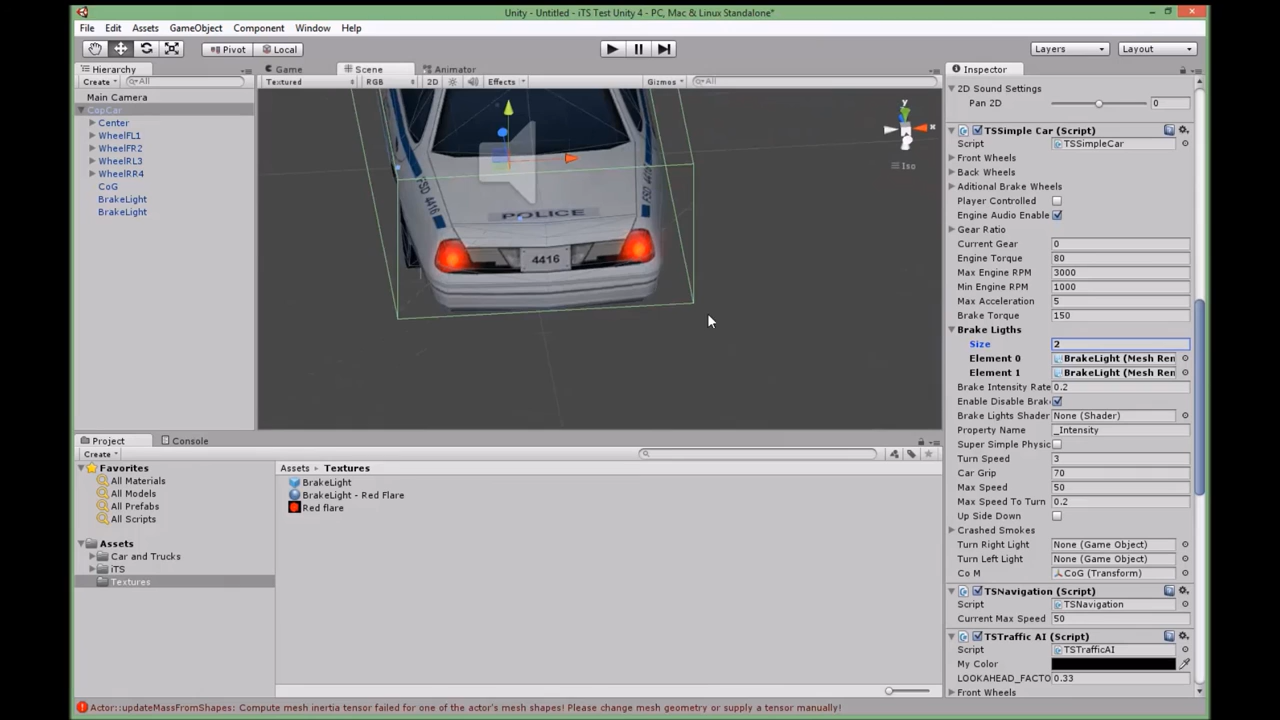 Unity - Untitled - iTS Test Unity 4 - PC, Mac & Linux Standalone*
File Edit Assets GameObject Component Window Help
Pivot Local Layers Layout
Hierarchy
Create All
Main Camera
CopCar
Center
WheelFL1
WheelFR2
WheelRL3
WheelRR4
CoG
BrakeLight
BrakeLight
Game Scene Animator
Textured RGB 2D Effects Gizmos All
y
x
Iso
FSD 4416
POLICE
4416
Project Console
Create
Favorites
All Materials
All Models
All Prefabs
All Scripts
Assets
Car and Trucks
iTS
Textures
Assets Textures
BrakeLight
BrakeLight - Red Flare
Red flare
Inspector
2D Sound Settings
Pan 2D 0
TSSimple Car (Script)
Script TSSimpleCar
Front Wheels
Back Wheels
Aditional Brake Wheels
Player Controlled
Engine Audio Enable
Gear Ratio
Current Gear 0
Engine Torque 80
Max Engine RPM 3000
Min Engine RPM 1000
Max Acceleration 5
Brake Torque 150
Brake Ligths
Size 2
Element 0 BrakeLight (Mesh Ren
Element 1 BrakeLight (Mesh Ren
Brake Intensity Rate 0.2
Enable Disable Brak
Brake Lights Shader None (Shader)
Property Name _Intensity
Super Simple Physic
Turn Speed 3
Car Grip 70
Max Speed 50
Max Speed To Turn 0.2
Up Side Down
Crashed Smokes
Turn Right Light None (Game Object)
Turn Left Light None (Game Object)
Co M CoG (Transform)
TSNavigation (Script)
Script TSNavigation
Current Max Speed 50
TSTraffic AI (Script)
Script TSTrafficAI
My Color
LOOKAHEAD_FACTO 0.33
Front Wheels
Actor::updateMassFromShapes: Compute mesh inertia tensor failed for one of the actor's mesh shapes! Please change mesh geometry or supply a tensor manually!